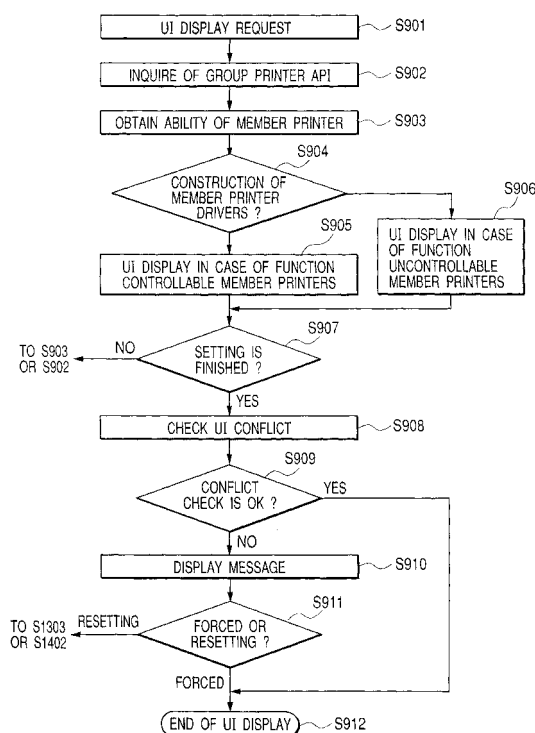 UI DISPLAY REQUEST
S901
INQUIRE OF GROUP PRINTER API
S902
OBTAIN ABILITY OF MEMBER PRINTER
S903
S904
CONSTRUCTION OF
MEMBER PRINTER
DRIVERS ?
S906
UI DISPLAY IN CASE
OF FUNCTION
UNCONTROLLABLE
MEMBER PRINTERS
S905
UI DISPLAY IN CASE OF FUNCTION
CONTROLLABLE MEMBER PRINTERS
S907
TO S903
OR S902
NO
SETTING IS
FINISHED ?
YES
CHECK UI CONFLICT
S908
S909
CONFLICT
CHECK IS OK ?
YES
NO
DISPLAY MESSAGE
S910
S911
TO S1303
OR S1402
RESETTING
FORCED OR
RESETTING ?
FORCED
END OF UI DISPLAY
S912